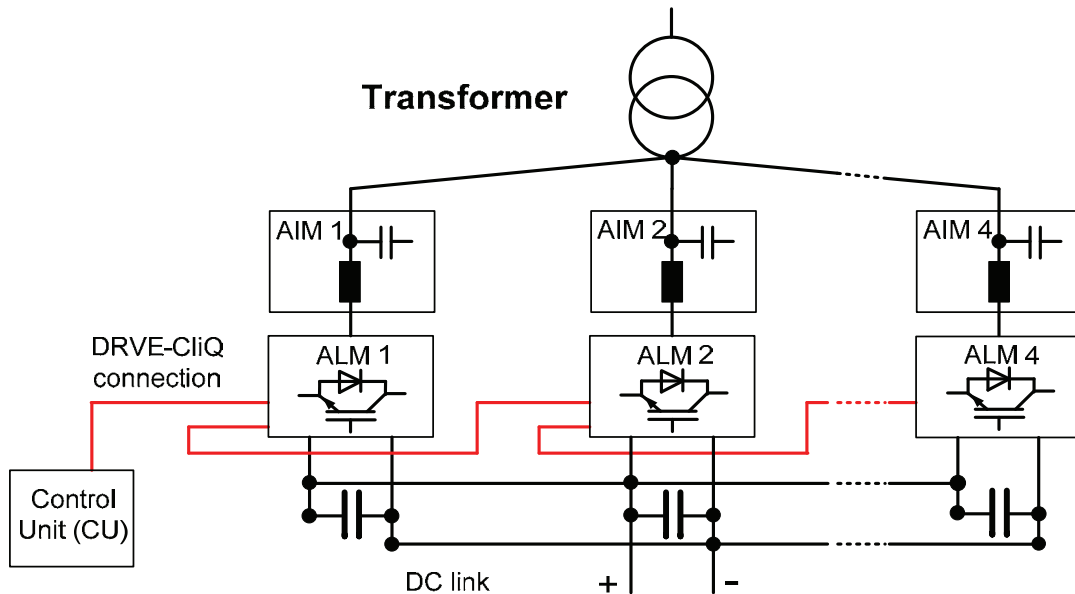 Transformer
AIM 1
AIM 2
AIM 4
DRVE-CliQ
connection
ALM 1
ALM 2
ALM 4
Control
Unit (CU)
DC link
+
-